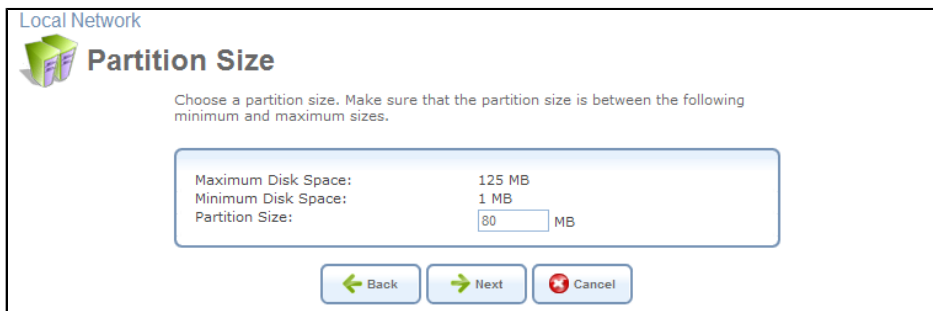 Local Network
Partition Size
Choose a partition size. Make sure that the partition size is between the following
minimum and maximum sizes.
Maximum Disk Space: 125 MB
Minimum Disk Space: 1 MB
Partition Size: 80 MB
Back Next Cancel